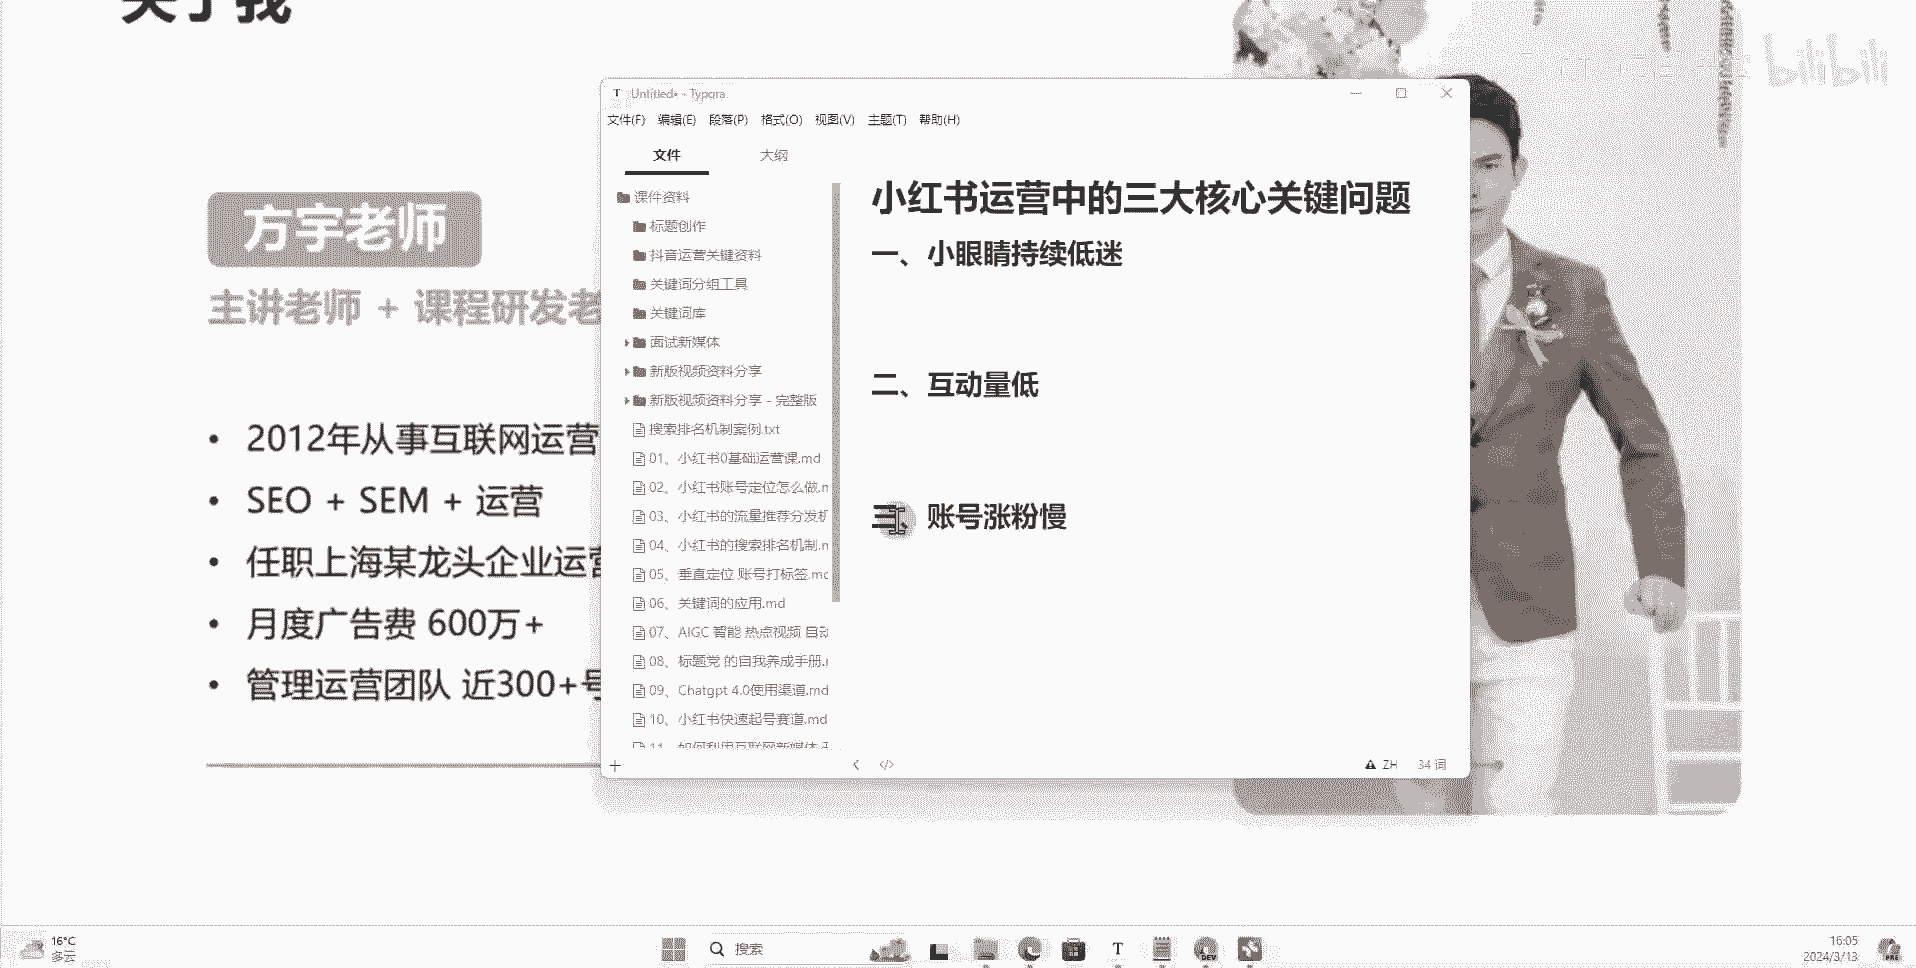 关于我
bilibili
方宇老师
主讲老师 + 课程研发老
2012年从事互联网运营
SEO + SEM + 运营
任职上海某龙头企业运营
月度广告费 600万+
管理运营团队 近300+号
Untitled• - Typora
文件(F) 编辑(E) 段落(P) 格式(O) 视图(V) 主题(T) 帮助(H)
文件 大纲
课件资料
标题创作
抖音运营关键资料
关键词分组工具
关键词库
面试新媒体
新版视频资料分享
新版视频资料分享 - 完整版
搜索排名机制案例.txt
01、小红书0基础运营课.md
02、小红书账号定位怎么做.m
03、小红书的流量推荐分发机
04、小红书的搜索排名机制.m
05、垂直定位 账号打标签.md
06、关键词的应用.md
07、AIGC 智能 热点视频 自动
08、标题党 的自我养成手册.m
09、Chatgpt 4.0使用渠道.md
10、小红书快速起号赛道.md
11、如何利用互联网新媒体
小红书运营中的三大核心关键问题
一、小眼睛持续低迷
二、互动量低
三、账号涨粉慢
ZH 34 词
16°C
多云
搜索
16:05
2024/3/13